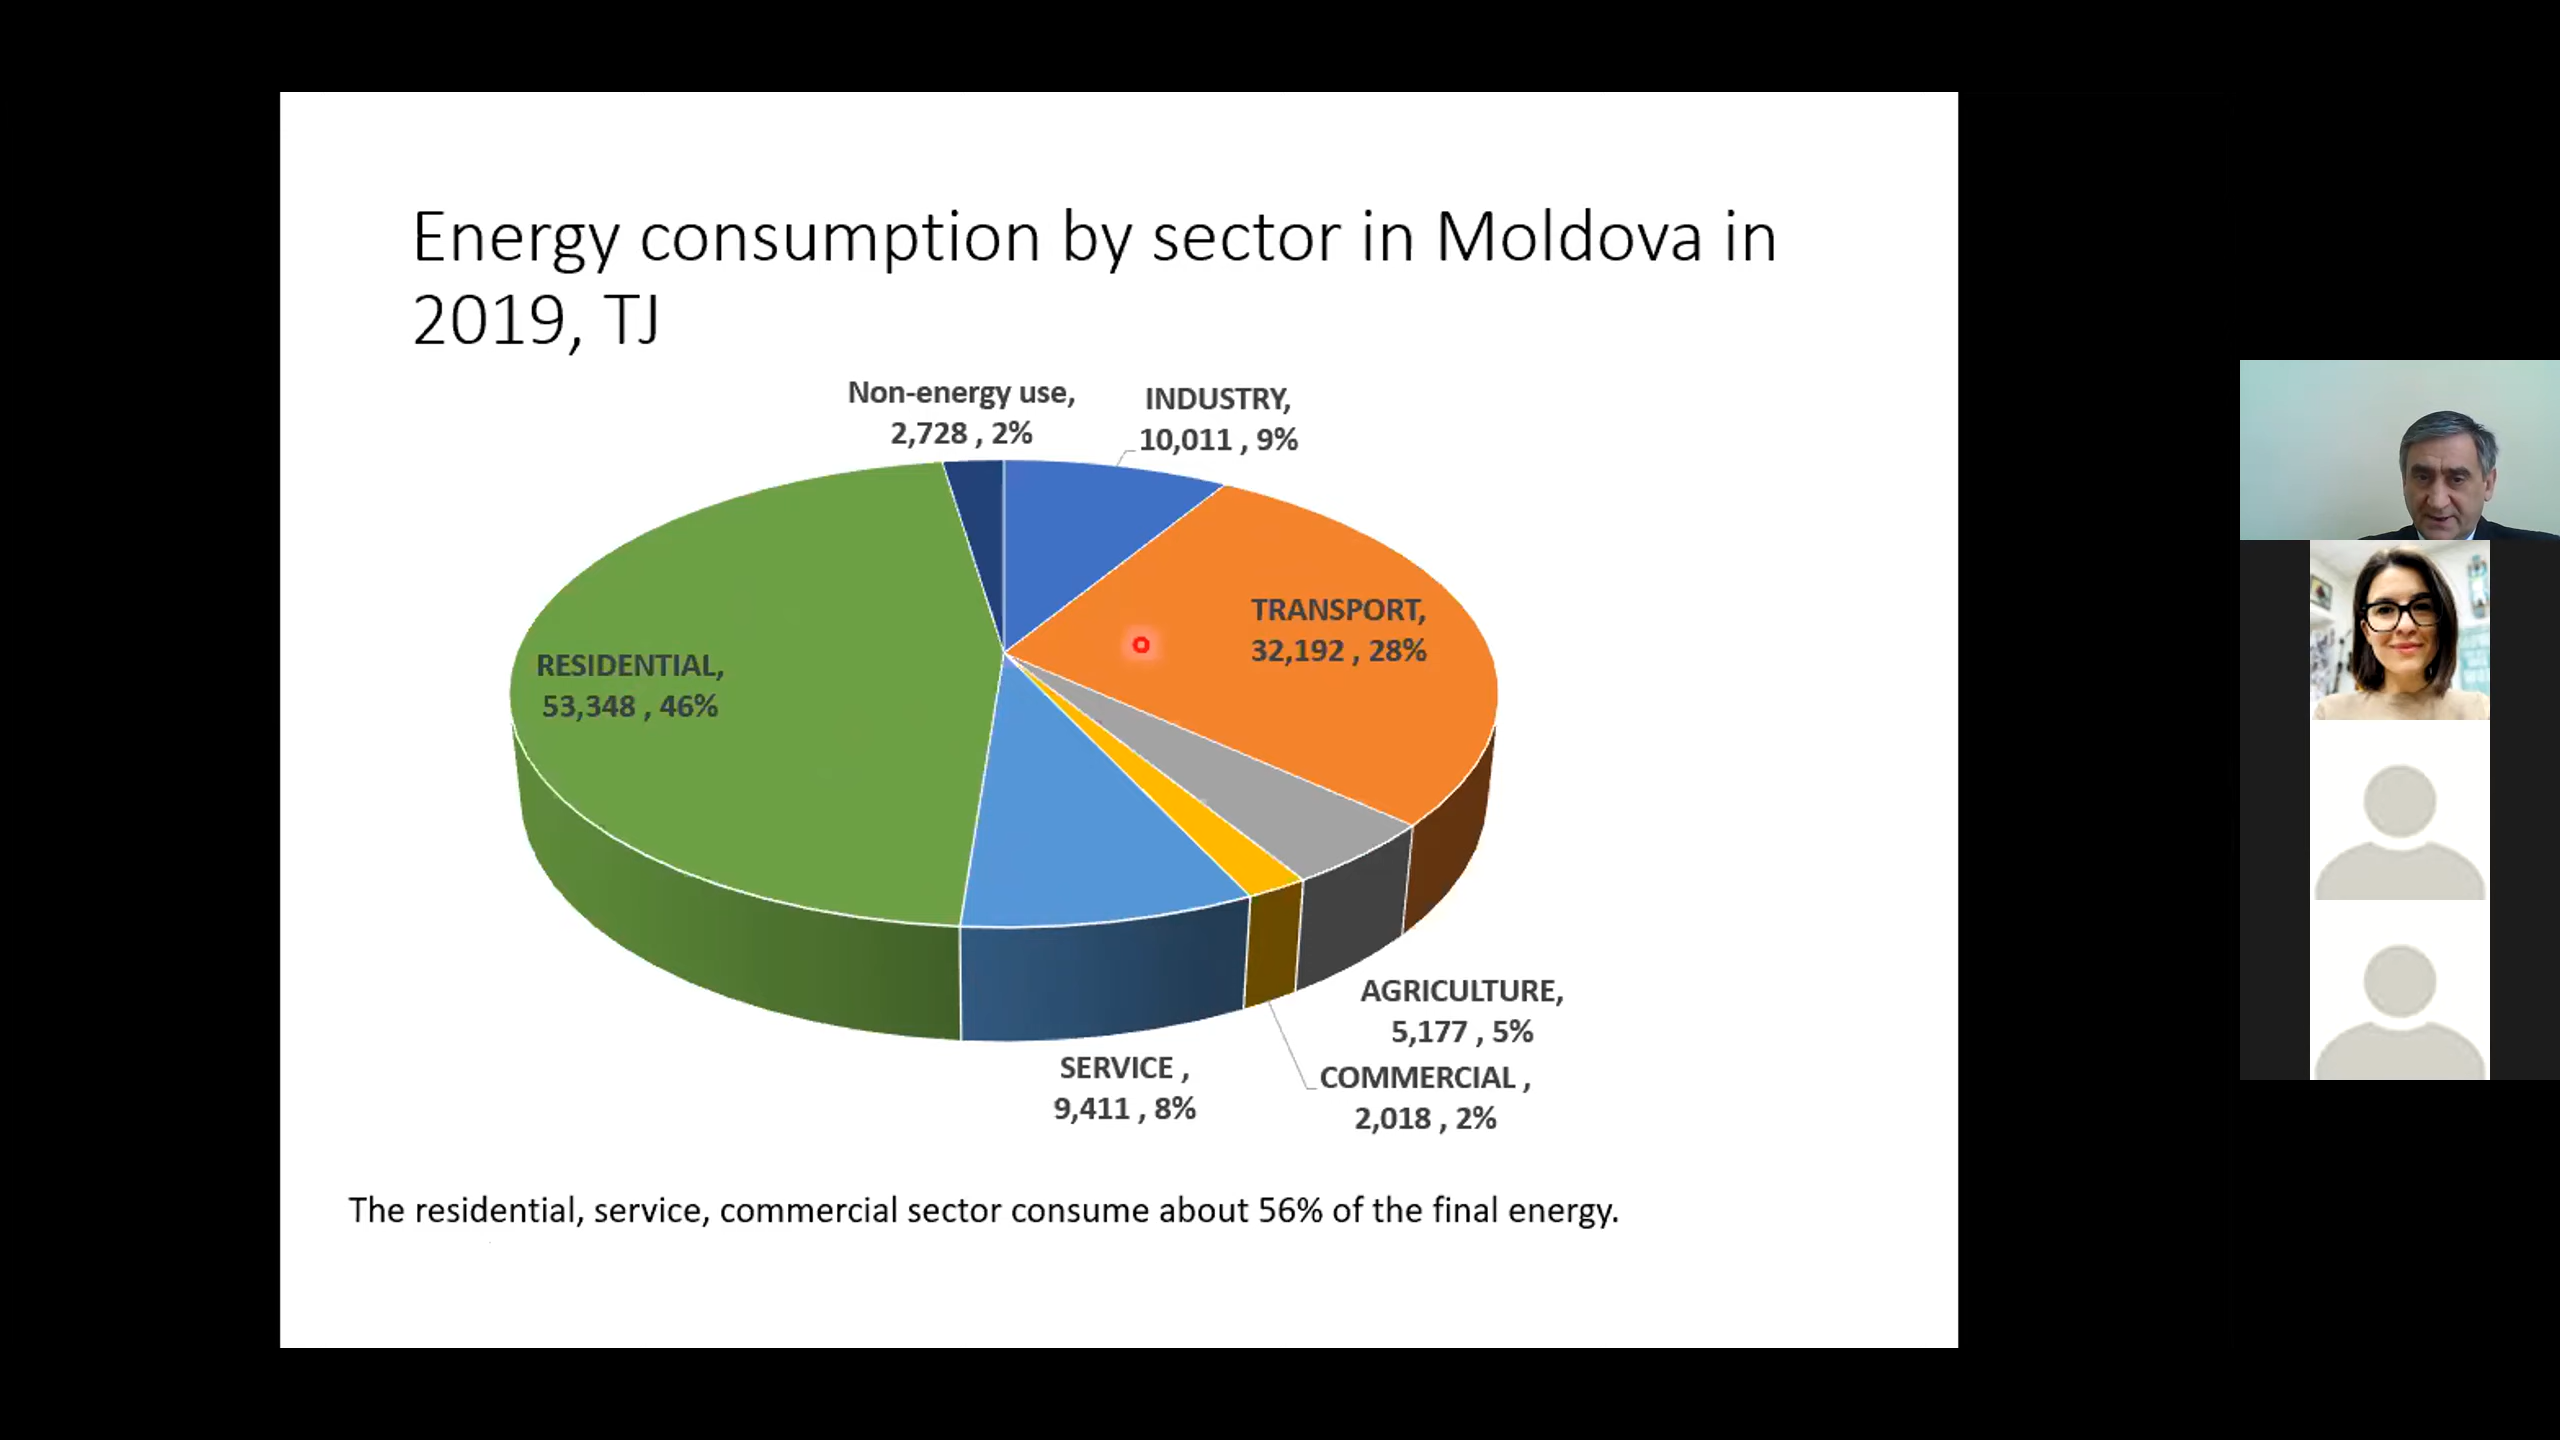 Energy consumption by sector in Moldova in
2019, TJ
Non-energy use,
2,728 , 2%
INDUSTRY,
10,011 , 9%
TRANSPORT,
32,192 , 28%
RESIDENTIAL,
53,348 , 46%
AGRICULTURE,
5,177 , 5%
SERVICE ,
9,411 , 8%
COMMERCIAL ,
2,018 , 2%
The residential, service, commercial sector consume about 56% of the final energy.